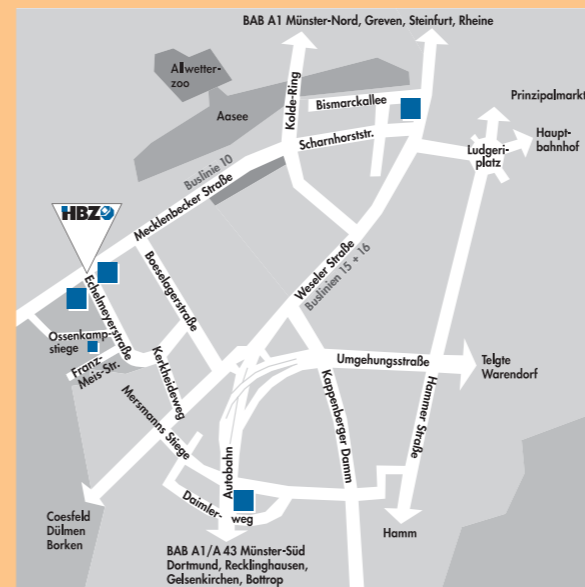 BAB A1 Münster-Nord, Greven, Steinfurt, Rheine
Allwetter-
zoo
Aasee
Kolde-Ring
Bismarckallee
Prinzipalmarkt
Scharnhorststr.
Haupt-
bahnhof
Ludgeri-
platz
Buslinie 10
Mecklenbecker Straße
HBZ
Boeselagerstraße
Weseler Straße
Buslinien 15 + 16
Echelmeyerstraße
Ossenkamp-
stiege
Franz-
Meis-Str.
Kerkheideweg
Umgehungsstraße
Telgte
Warendorf
Mersmanns Stiege
Kappenberger Damm
Hammer Straße
Autobahn
Daimler-
weg
Coesfeld
Dülmen
Borken
Hamm
BAB A1/A 43 Münster-Süd
Dortmund, Recklinghausen,
Gelsenkirchen, Bottrop